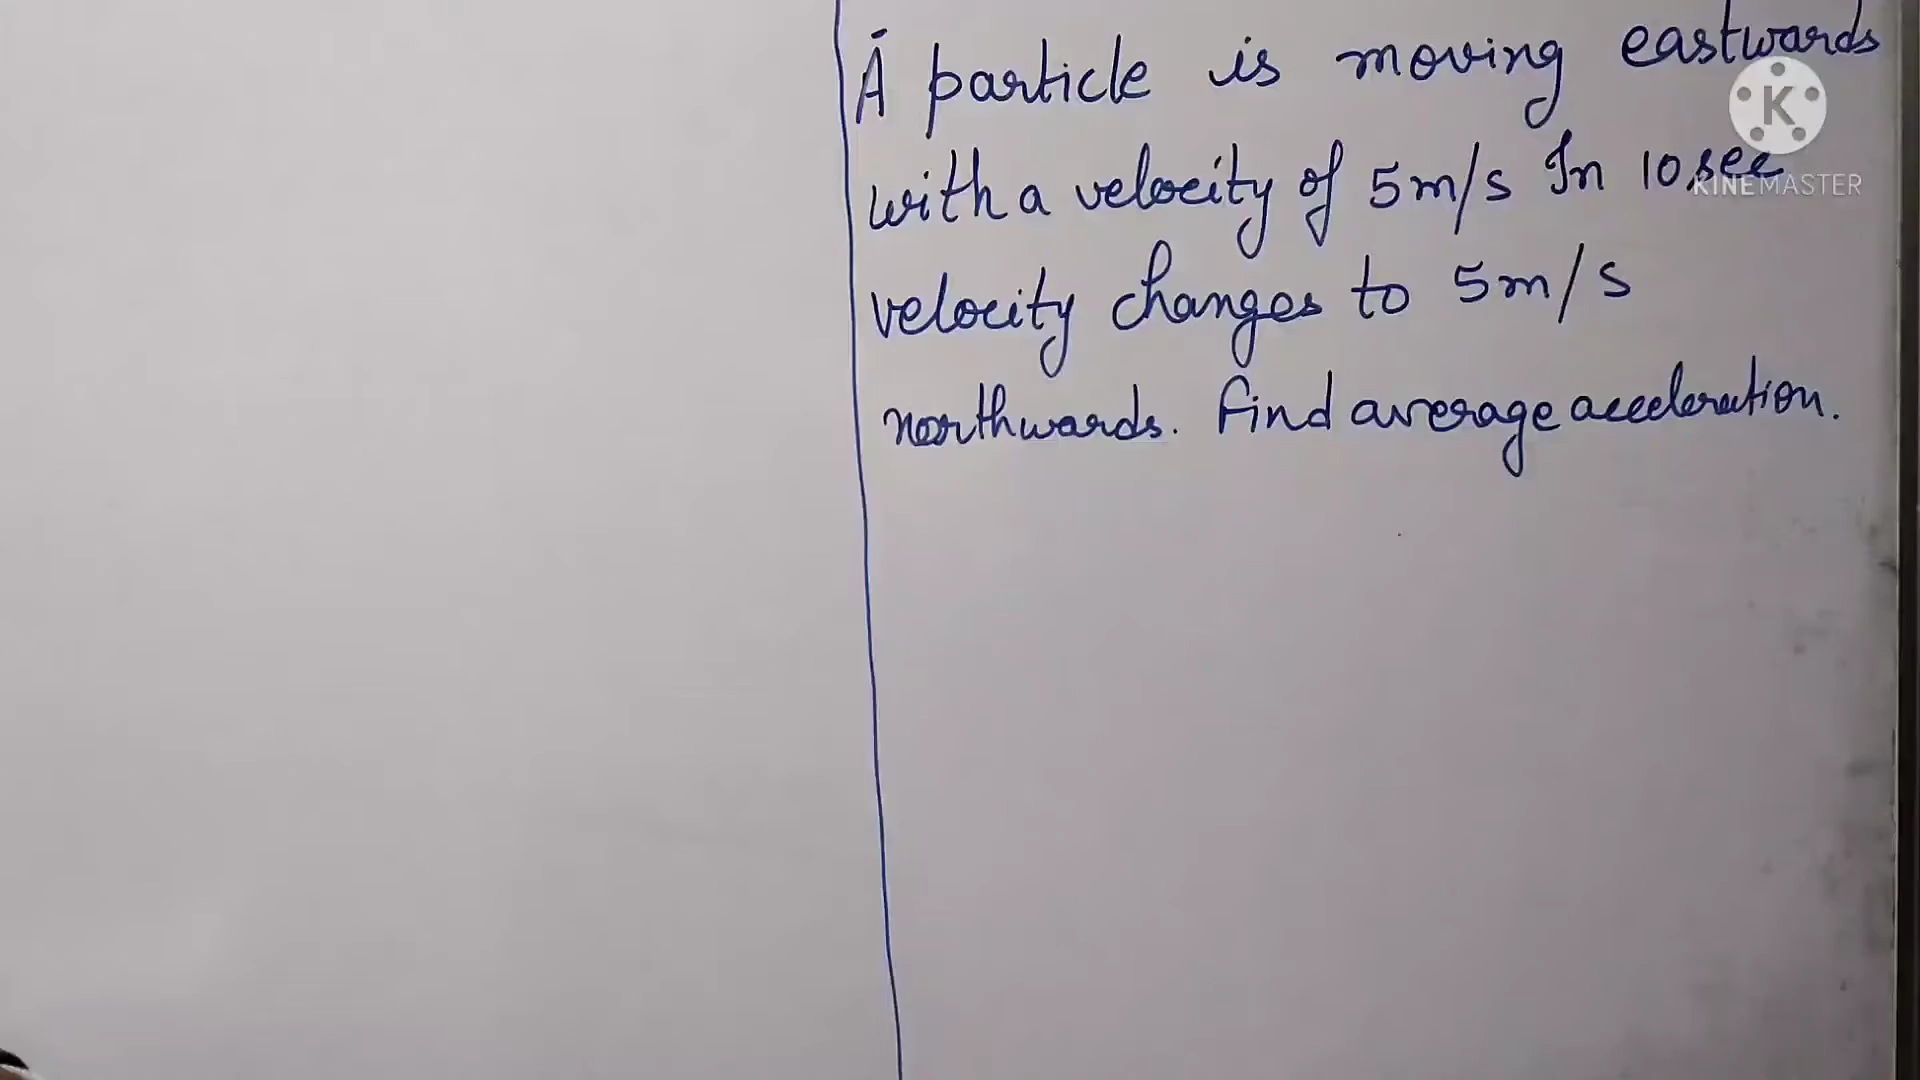 A particle is moving eastwards
with a velocity of 5m/s In 10 sec
velocity changes to 5m/s
northwards. Find average acceleration.
K
KINEMASTER